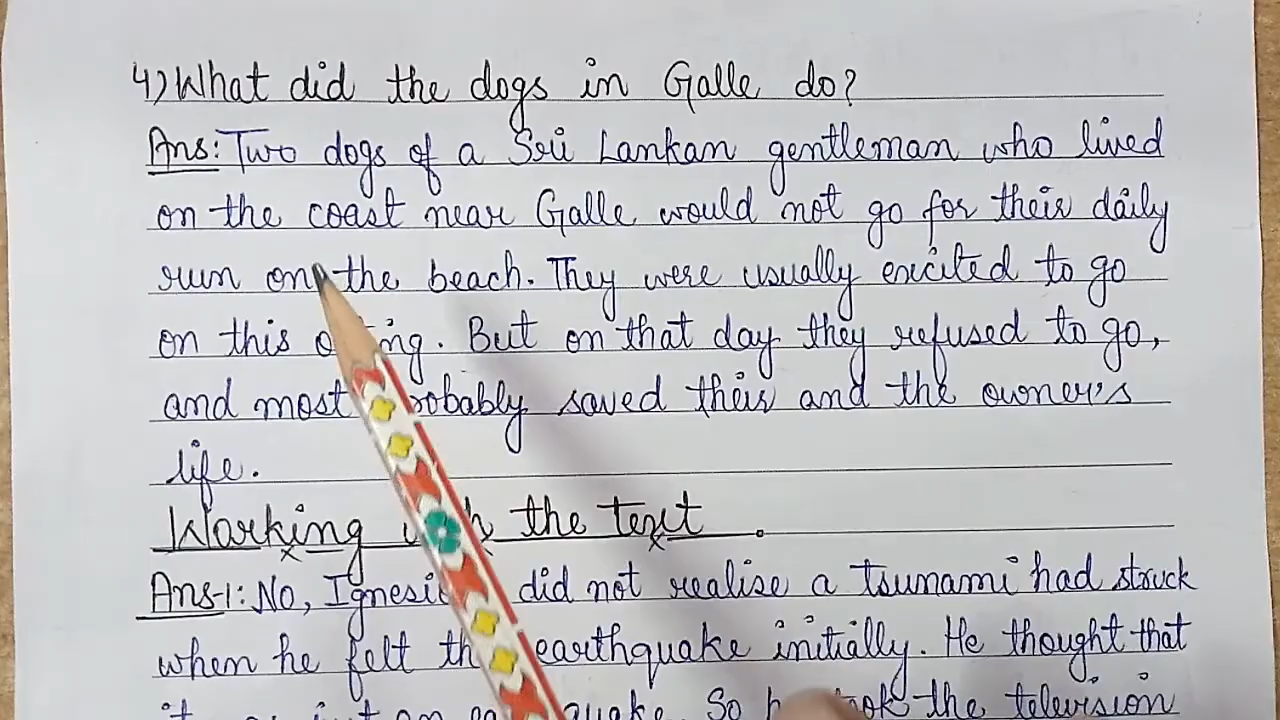 4) What did the dogs in Galle do?
Ans: Two dogs of a Sri Lankan gentleman who lived
on the coast near Galle would not go for their daily
run on the beach. They were usually excited to go
on this. But on that day they refused to go,
and most probably saved their and the owner's
life.
Working the text.
Ans-1: No, did not realise a tsunami had struck
when he felt earthquake initially. He thought that
So the television